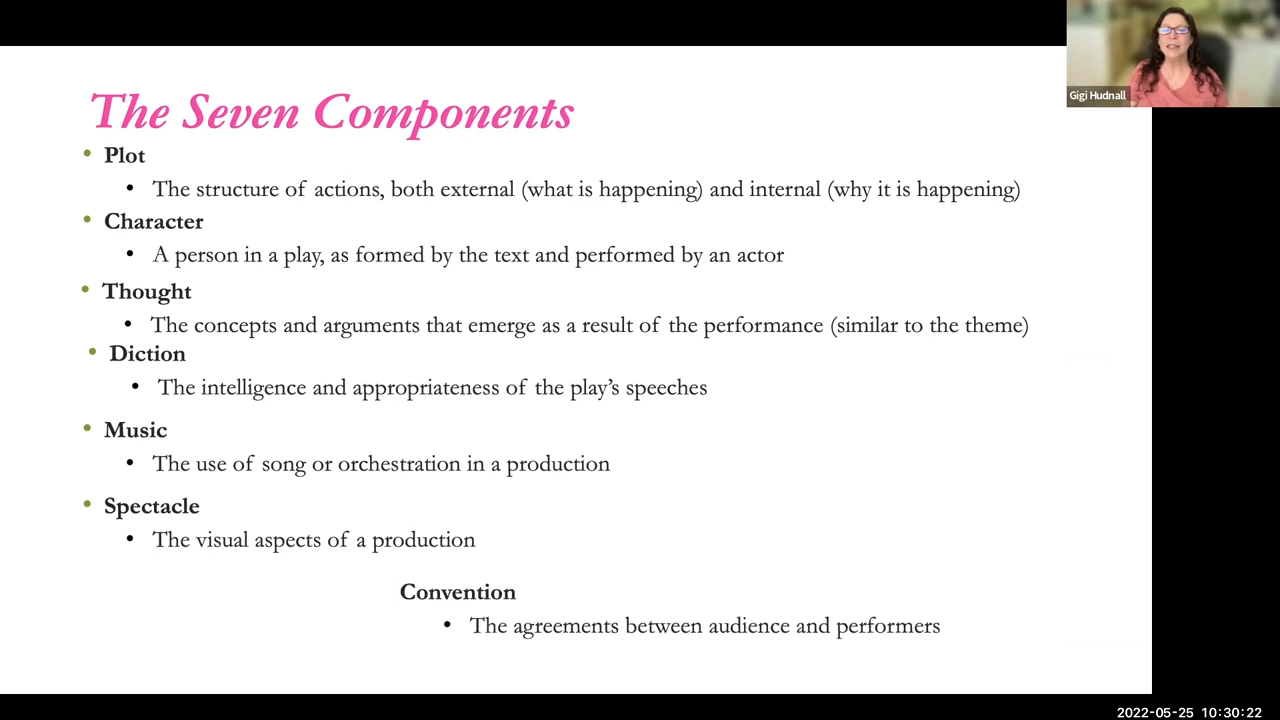 Gigi Hudnall
The Seven Components
• Plot
• The structure of actions, both external (what is happening) and internal (why it is happening)
• Character
• A person in a play, as formed by the text and performed by an actor
• Thought
• The concepts and arguments that emerge as a result of the performance (similar to the theme)
• Diction
• The intelligence and appropriateness of the play’s speeches
• Music
• The use of song or orchestration in a production
• Spectacle
• The visual aspects of a production
Convention
• The agreements between audience and performers
2022-05-25 10:30:22